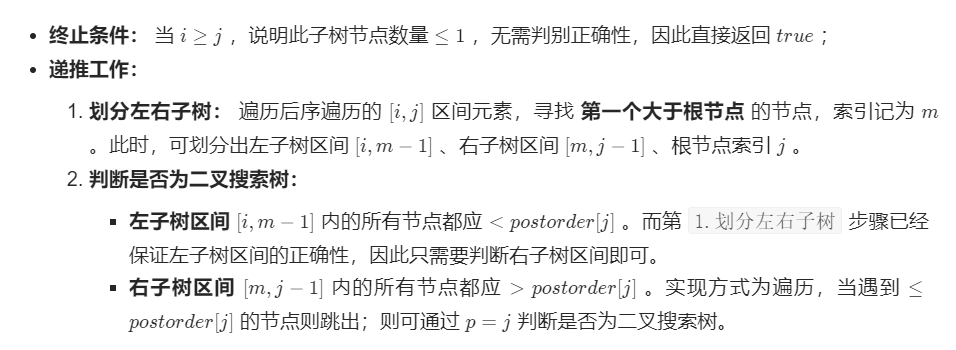 • 终止条件： 当 i ≥ j ，说明此子树节点数量 ≤ 1 ，无需判别正确性，因此直接返回 true ；
• 递推工作：
1. 划分左右子树： 遍历后序遍历的 [i, j] 区间元素，寻找 第一个大于根节点 的节点，索引记为 m
。此时，可划分出左子树区间 [i, m − 1] 、右子树区间 [m, j − 1] 、根节点索引 j 。
2. 判断是否为二叉搜索树：
▪ 左子树区间 [i, m − 1] 内的所有节点都应 < postorder[j] 。而第 1.划分左右子树 步骤已经
保证左子树区间的正确性，因此只需要判断右子树区间即可。
▪ 右子树区间 [m, j − 1] 内的所有节点都应 > postorder[j] 。实现方式为遍历，当遇到 ≤
postorder[j] 的节点则跳出；则可通过 p = j 判断是否为二叉搜索树。